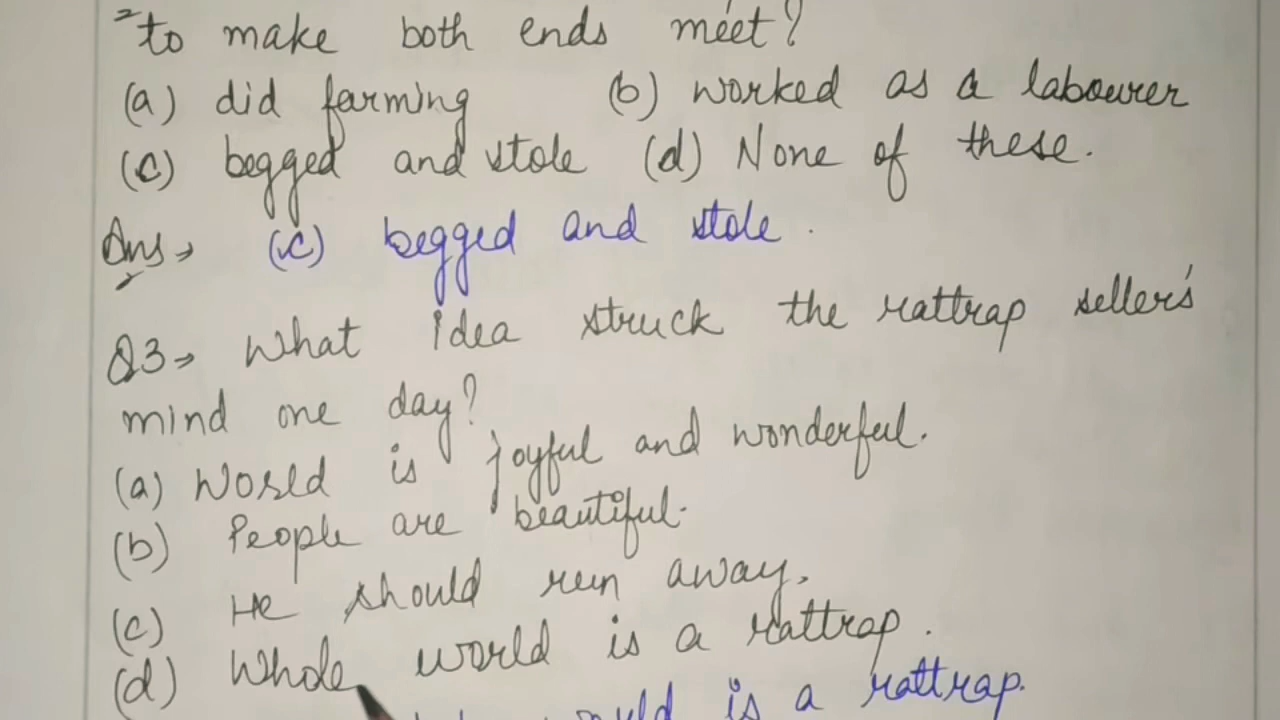 to make both ends meet?
(a) did farming (b) worked as a labourer
(c) begged and stole (d) None of these.
Ans→ (c) begged and stole.
Q3→ What idea struck the rattrap seller's
mind one day?
(a) World is joyful and wonderful.
(b) People are beautiful.
(c) He should run away.
(d) Whole world is a rattrap.
world is a rattrap.